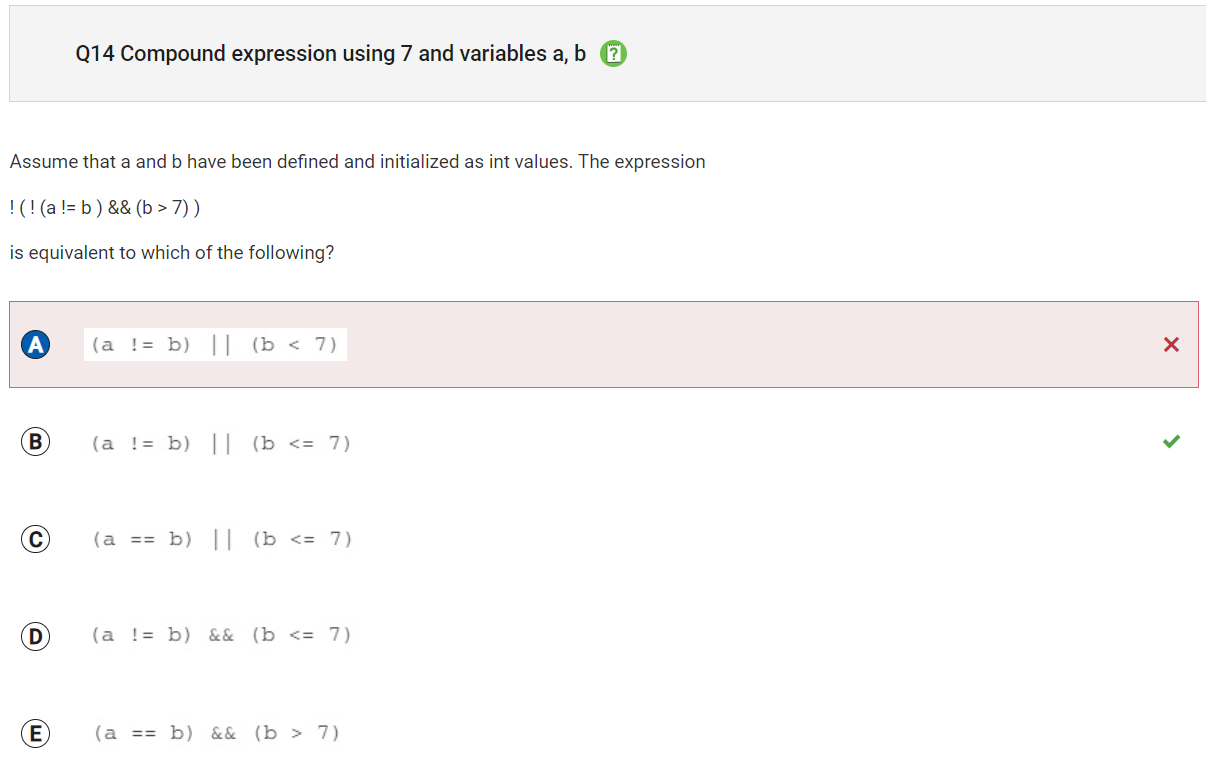 Q14 Compound expression using 7 and variables a, b ?
Assume that a and b have been defined and initialized as int values. The expression
! ( ! (a != b ) && (b > 7) )
is equivalent to which of the following?
A (a != b) || (b < 7)
B (a != b) || (b <= 7)
C (a == b) || (b <= 7)
D (a != b) && (b <= 7)
E (a == b) && (b > 7)